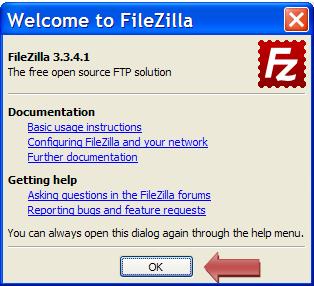 Welcome to FileZilla
FileZilla 3.3.4.1
The free open source FTP solution
Fz
Documentation
Basic usage instructions
Configuring FileZilla and your network
Further documentation
Getting help
Asking questions in the FileZilla forums
Reporting bugs and feature requests
You can always open this dialog again through the help menu.
OK